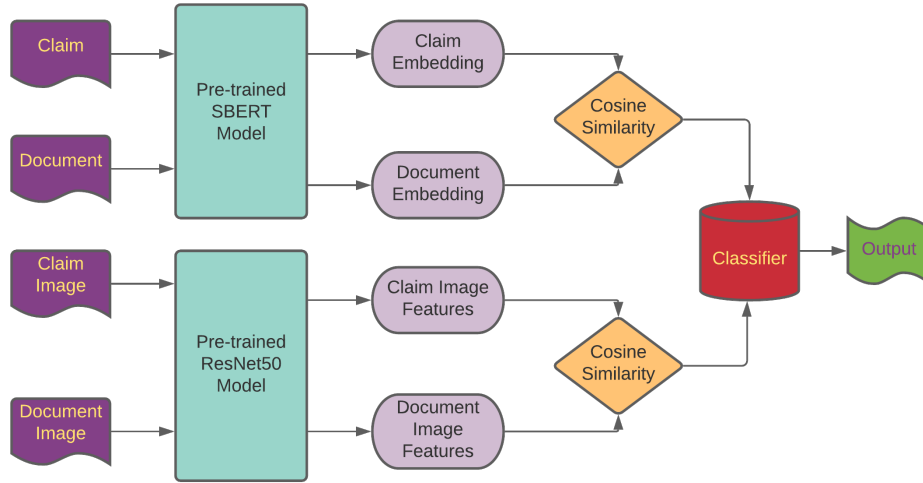 Claim
Document
Pre-trained
SBERT
Model
Claim
Embedding
Document
Embedding
Cosine
Similarity
Claim
Image
Document
Image
Pre-trained
ResNet50
Model
Claim Image
Features
Document
Image
Features
Cosine
Similarity
Classifier
Output